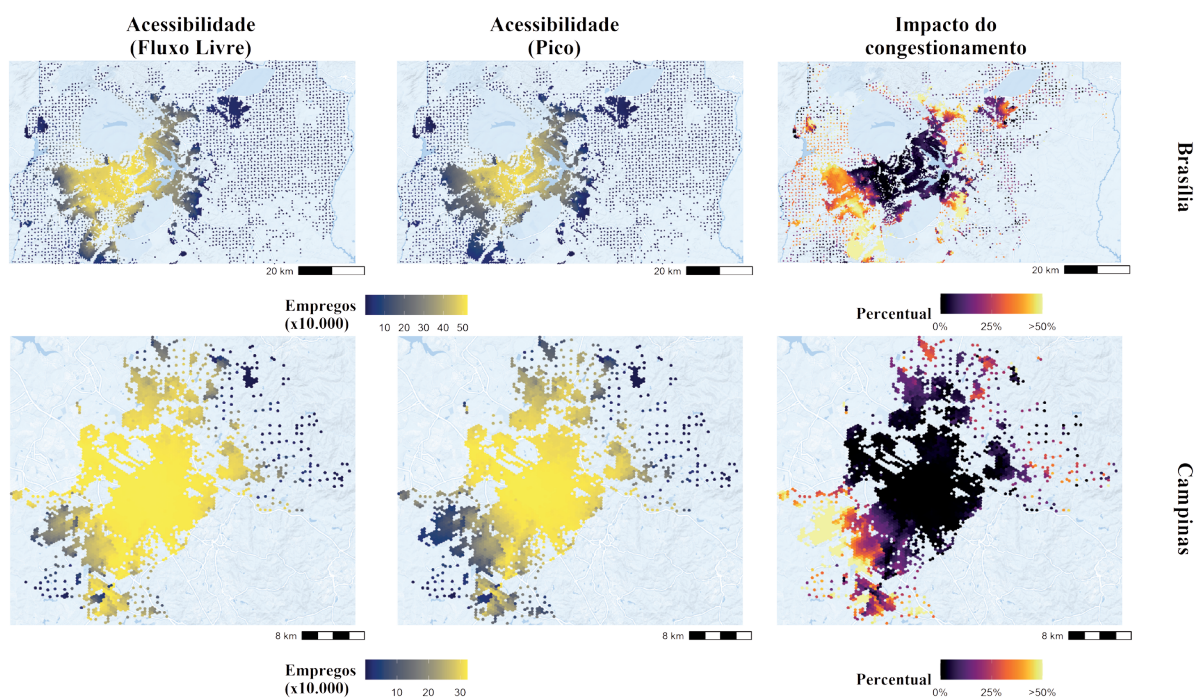 Acessibilidade
(Fluxo Livre)
Acessibilidade
(Pico)
Impacto do
congestionamento
Brasília
20 km
20 km
20 km
Empregos
(x10.000)
10 20 30 40 50
Percentual
0% 25% >50%
Campinas
8 km
8 km
8 km
Empregos
(x10.000)
10 20 30
Percentual
0% 25% >50%